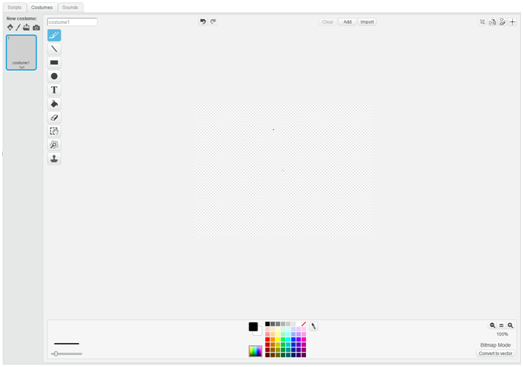 Scripts Costumes Sounds
New costume:
costume1
Clear Add Import
costume1
T
100%
Bitmap Mode
Convert to vector